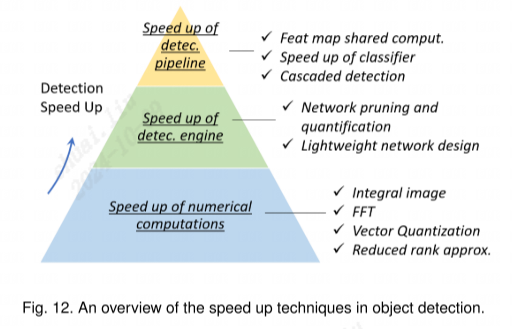 Speed up of
detec.
pipeline
✓ Feat map shared comput.
✓ Speed up of classifier
✓ Cascaded detection
Detection
Speed Up
Speed up of
detec. engine
✓ Network pruning and
quantification
✓ Lightweight network design
Speed up of numerical
computations
✓ Integral image
✓ FFT
✓ Vector Quantization
✓ Reduced rank approx.
Fig. 12. An overview of the speed up techniques in object detection.